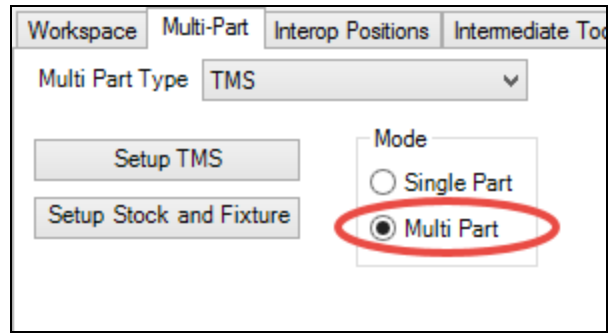 Workspace Multi-Part Interop Positions Intermediate
Multi Part Type TMS
Mode
Setup TMS
Single Part
Setup Stock and Fixture
Multi Part